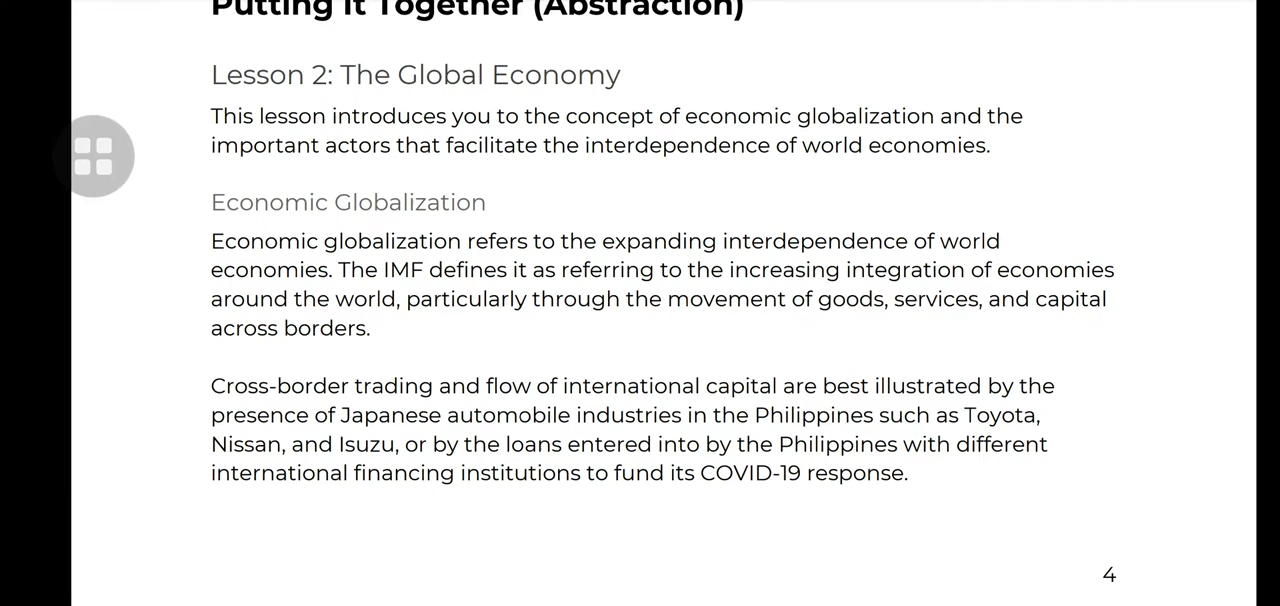 Putting It Together (Abstraction)
Lesson 2: The Global Economy
This lesson introduces you to the concept of economic globalization and the
important actors that facilitate the interdependence of world economies.
Economic Globalization
Economic globalization refers to the expanding interdependence of world
economies. The IMF defines it as referring to the increasing integration of economies
around the world, particularly through the movement of goods, services, and capital
across borders.
Cross-border trading and flow of international capital are best illustrated by the
presence of Japanese automobile industries in the Philippines such as Toyota,
Nissan, and Isuzu, or by the loans entered into by the Philippines with different
international financing institutions to fund its COVID-19 response.
4